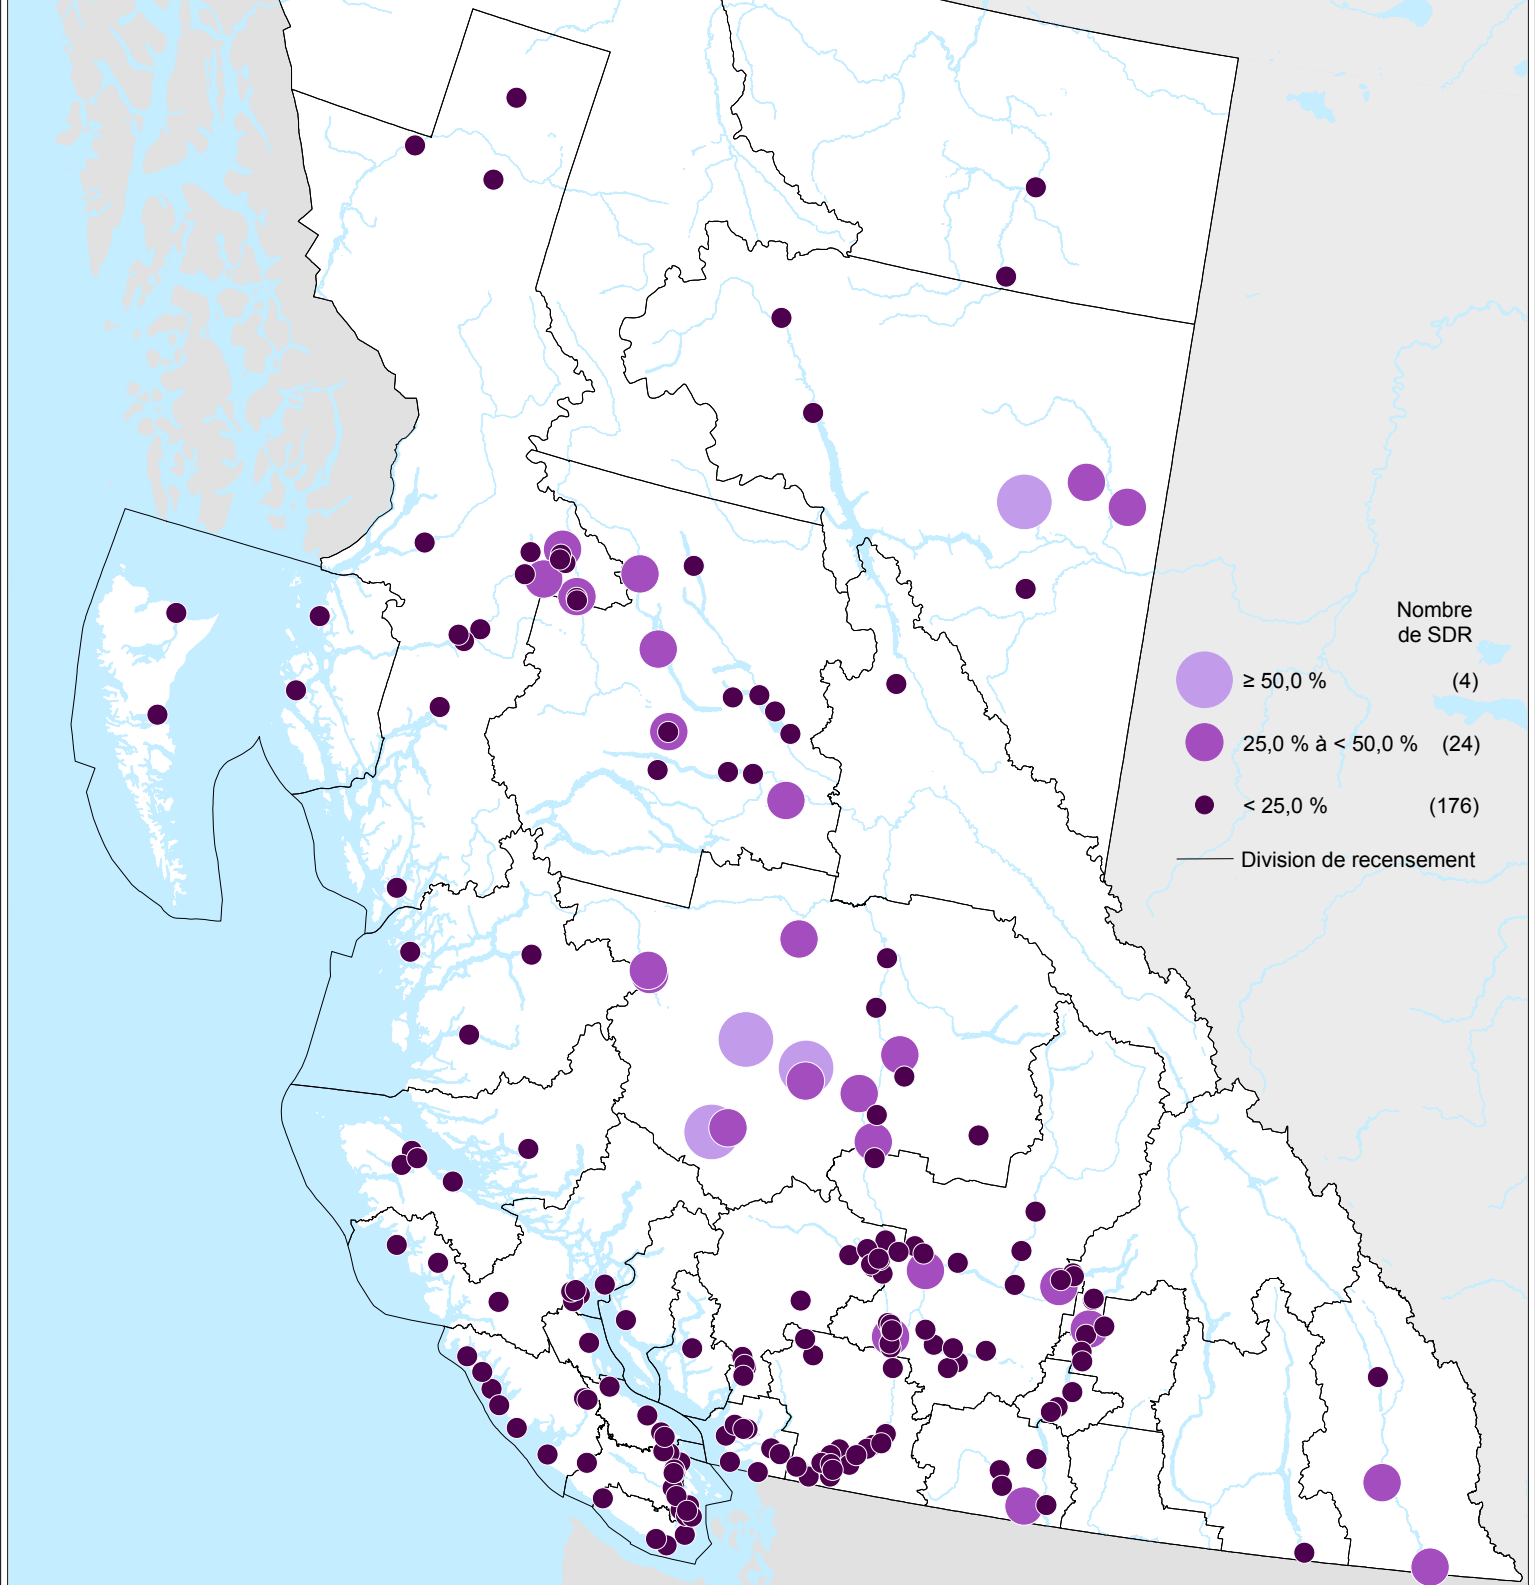 Nombre
de SDR
≥ 50,0 % (4)
25,0 % à < 50,0 % (24)
< 25,0 % (176)
Division de recensement